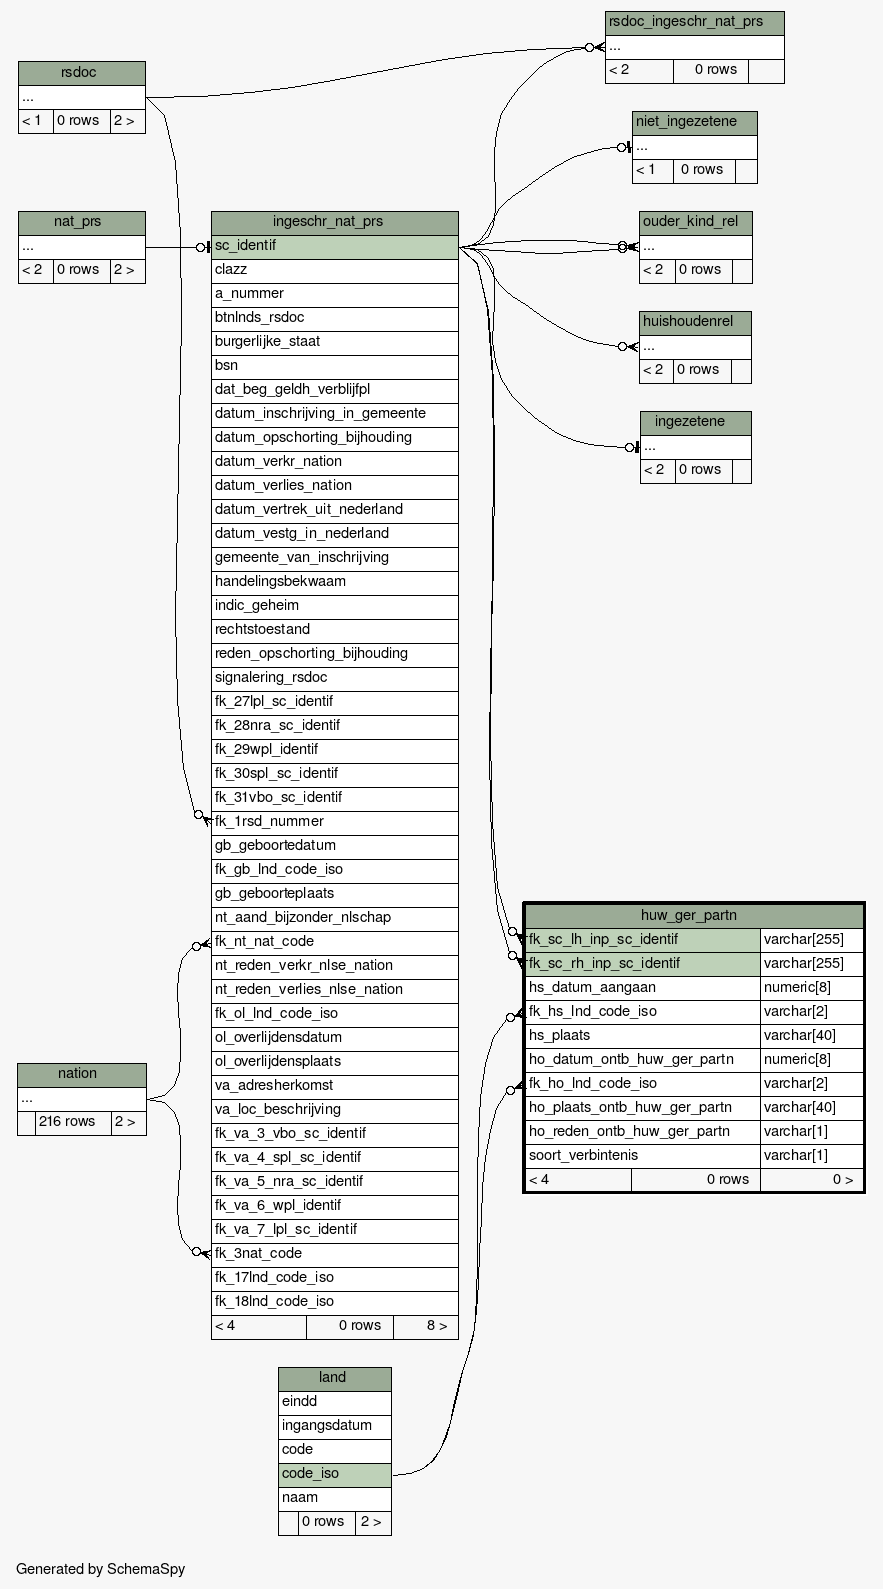 rsdoc_ingeschr_nat_prs
...
< 2 0 rows
rsdoc
...
< 1 0 rows 2 >
niet_ingezetene
...
< 1 0 rows
nat_prs
...
< 2 0 rows 2 >
ingeschr_nat_prs
sc_identif
clazz
a_nummer
btnlnds_rsdoc
burgerlijke_staat
bsn
dat_beg_geldh_verblijfpl
datum_inschrijving_in_gemeente
datum_opschorting_bijhouding
datum_verkr_nation
datum_verlies_nation
datum_vertrek_uit_nederland
datum_vestg_in_nederland
gemeente_van_inschrijving
handelingsbekwaam
indic_geheim
rechtstoestand
reden_opschorting_bijhouding
signalering_rsdoc
fk_27lpl_sc_identif
fk_28nra_sc_identif
fk_29wpl_identif
fk_30spl_sc_identif
fk_31vbo_sc_identif
fk_1rsd_nummer
gb_geboortedatum
fk_gb_lnd_code_iso
gb_geboorteplaats
nt_aand_bijzonder_nlschap
fk_nt_nat_code
nt_reden_verkr_nlse_nation
nt_reden_verlies_nlse_nation
fk_ol_lnd_code_iso
ol_overlijdensdatum
ol_overlijdensplaats
va_adresherkomst
va_loc_beschrijving
fk_va_3_vbo_sc_identif
fk_va_4_spl_sc_identif
fk_va_5_nra_sc_identif
fk_va_6_wpl_identif
fk_va_7_lpl_sc_identif
fk_3nat_code
fk_17lnd_code_iso
fk_18lnd_code_iso
< 4 0 rows 8 >
ouder_kind_rel
...
< 2 0 rows
huishoudenrel
...
< 2 0 rows
ingezetene
...
< 2 0 rows
huw_ger_partn
fk_sc_lh_inp_sc_identif varchar[255]
fk_sc_rh_inp_sc_identif varchar[255]
hs_datum_aangaan numeric[8]
fk_hs_lnd_code_iso varchar[2]
hs_plaats varchar[40]
ho_datum_ontb_huw_ger_partn numeric[8]
fk_ho_lnd_code_iso varchar[2]
ho_plaats_ontb_huw_ger_partn varchar[40]
ho_reden_ontb_huw_ger_partn varchar[1]
soort_verbintenis varchar[1]
< 4 0 rows 0 >
nation
...
216 rows 2 >
land
eindd
ingangsdatum
code
code_iso
naam
0 rows 2 >
Generated by SchemaSpy